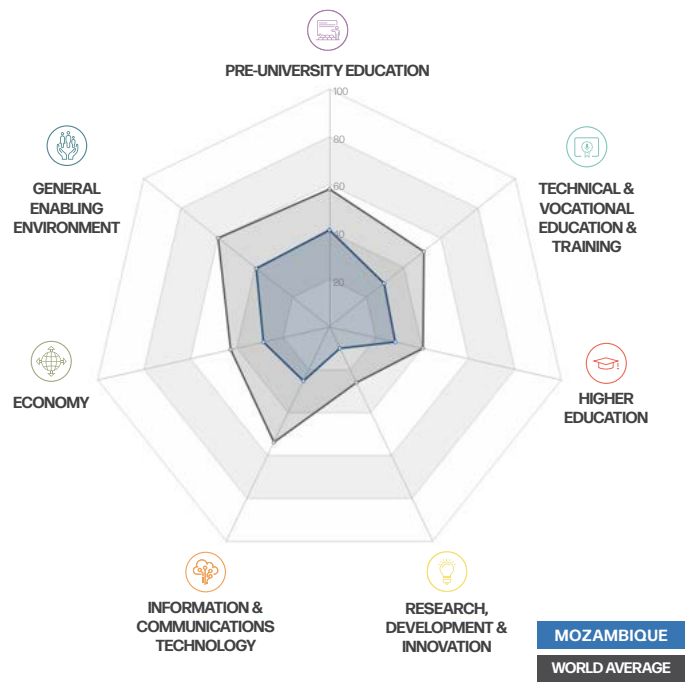 PRE-UNIVERSITY EDUCATION
100
80
60
40
20
GENERAL
ENABLING
ENVIRONMENT
TECHNICAL &
VOCATIONAL
EDUCATION &
TRAINING
ECONOMY
HIGHER
EDUCATION
INFORMATION &
COMMUNICATIONS
TECHNOLOGY
RESEARCH,
DEVELOPMENT &
INNOVATION
MOZAMBIQUE
WORLD AVERAGE